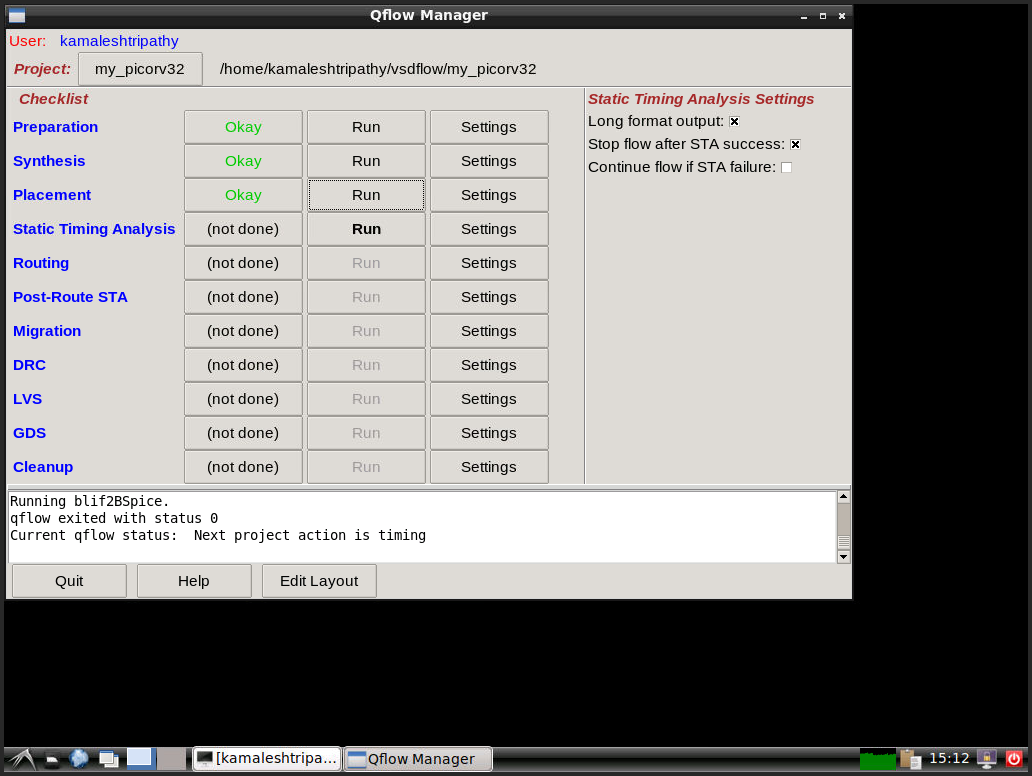 Qflow Manager
User: kamaleshtripathy
Project: my_picorv32 /home/kamaleshtripathy/vsdflow/my_picorv32
Checklist
Preparation Okay Run Settings
Synthesis Okay Run Settings
Placement Okay Run Settings
Static Timing Analysis (not done) Run Settings
Routing (not done) Run Settings
Post-Route STA (not done) Run Settings
Migration (not done) Run Settings
DRC (not done) Run Settings
LVS (not done) Run Settings
GDS (not done) Run Settings
Cleanup (not done) Run Settings
Static Timing Analysis Settings
Long format output:
Stop flow after STA success:
Continue flow if STA failure:
Running blif2BSpice.
qflow exited with status 0
Current qflow status:  Next project action is timing
Quit Help Edit Layout
[kamaleshtripa... Qflow Manager 15:12